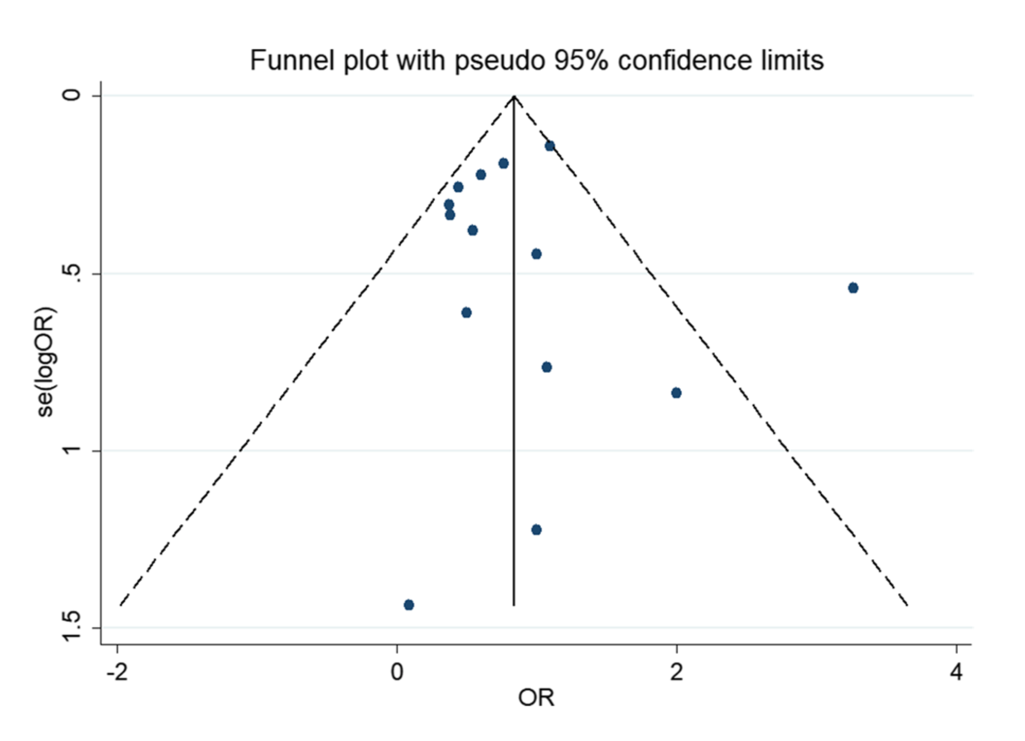 Funnel plot with pseudo 95% confidence limits
0
.5
1
1.5
se(logOR)
-2 0 2 4
OR